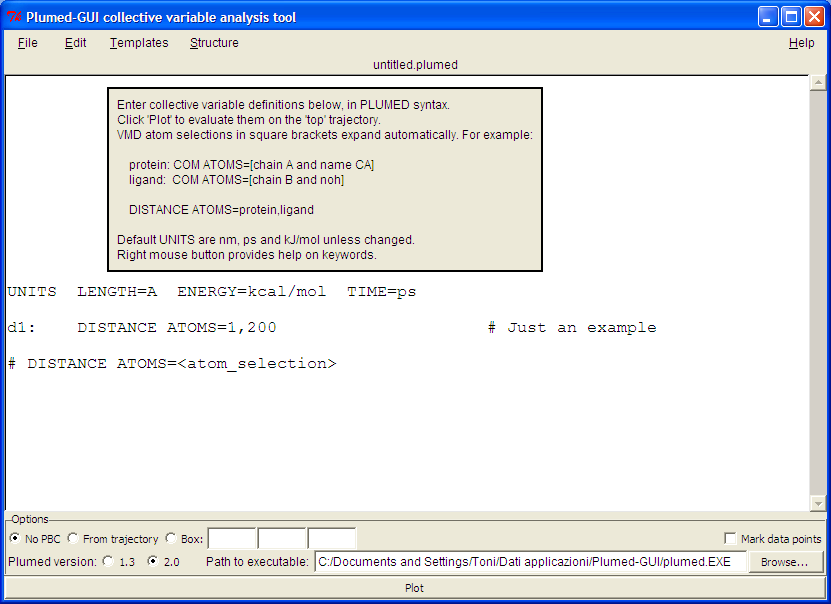 Plumed-GUI collective variable analysis tool
File Edit Templates Structure Help
untitled.plumed
Enter collective variable definitions below, in PLUMED syntax.
Click 'Plot' to evaluate them on the 'top' trajectory.
VMD atom selections in square brackets expand automatically. For example:
protein: COM ATOMS=[chain A and name CA]
ligand: COM ATOMS=[chain B and noh]
DISTANCE ATOMS=protein,ligand
Default UNITS are nm, ps and kJ/mol unless changed.
Right mouse button provides help on keywords.
UNITS LENGTH=A ENERGY=kcal/mol TIME=ps
d1: DISTANCE ATOMS=1,200 # Just an example
# DISTANCE ATOMS=<atom_selection>
Options
No PBC From trajectory Box: Mark data points
Plumed version: 1.3 2.0 Path to executable: C:/Documents and Settings/Toni/Dati applicazioni/Plumed-GUI/plumed.EXE Browse...
Plot